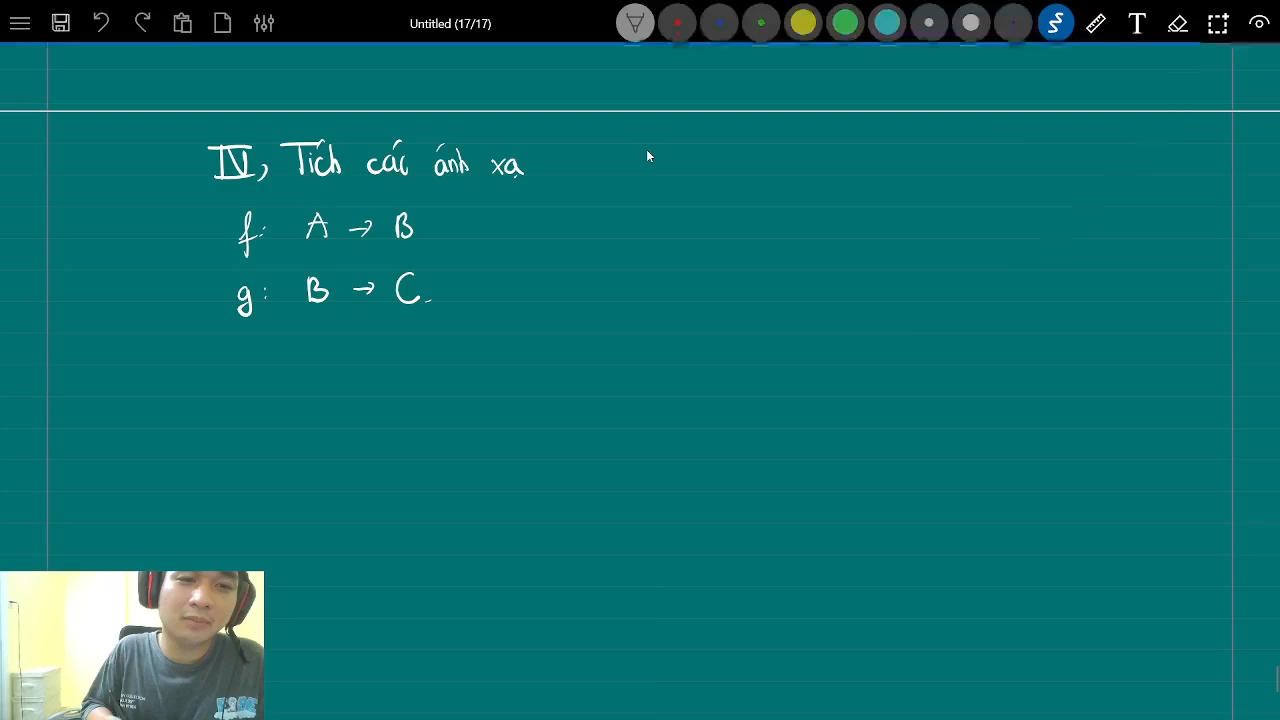 Untitled (17/17)
IV, Tích các ánh xạ
f: A → B
g: B → C.